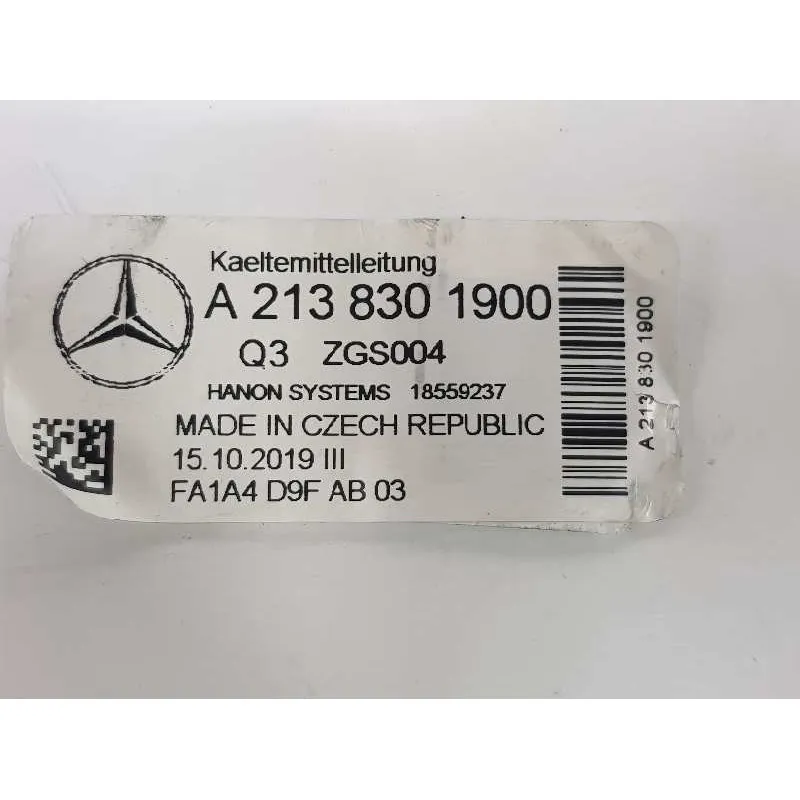 Kaeltemittelleitung
A 213 830 1900
Q3 ZGS004
HANON SYSTEMS 18559237
MADE IN CZECH REPUBLIC
15.10.2019 III
FA1A4 D9F AB 03
A 213 830 1900